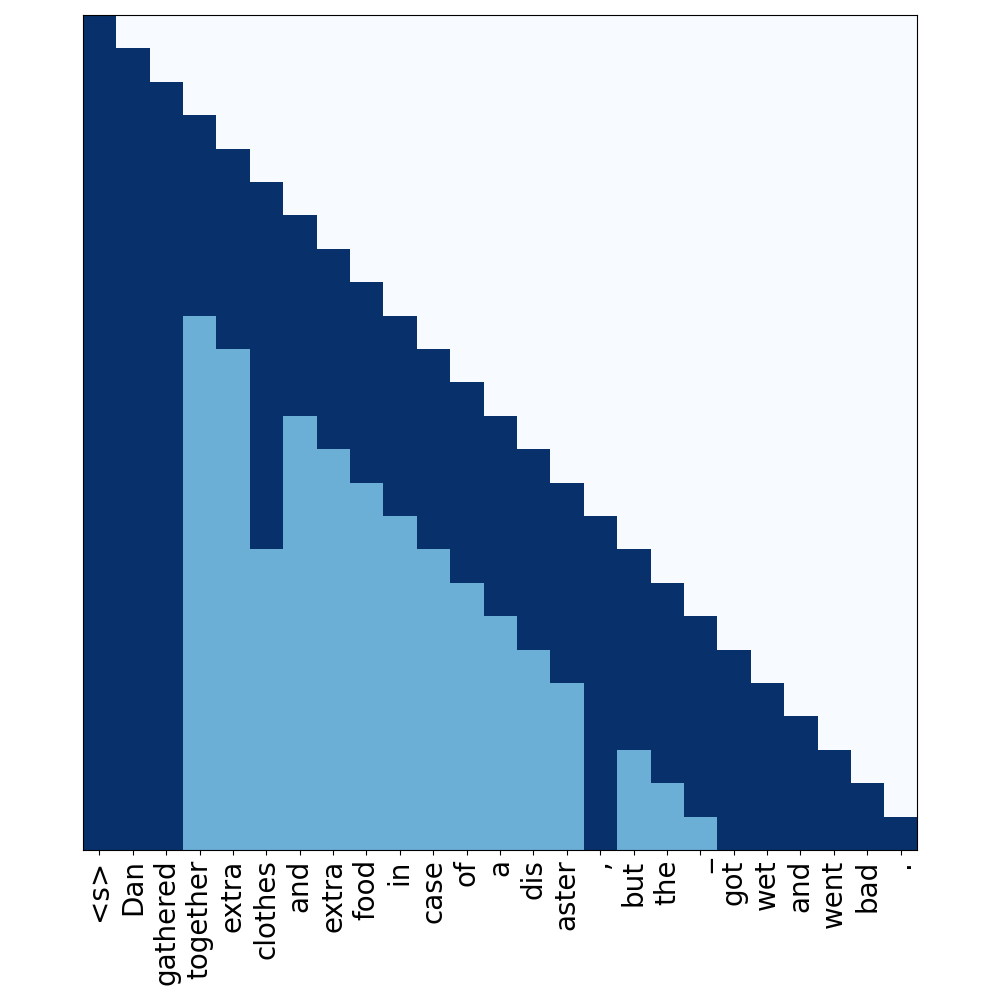 <s> Dan gathered together extra clothes and extra food in case of a dis aster , but the _ got wet and went bad .